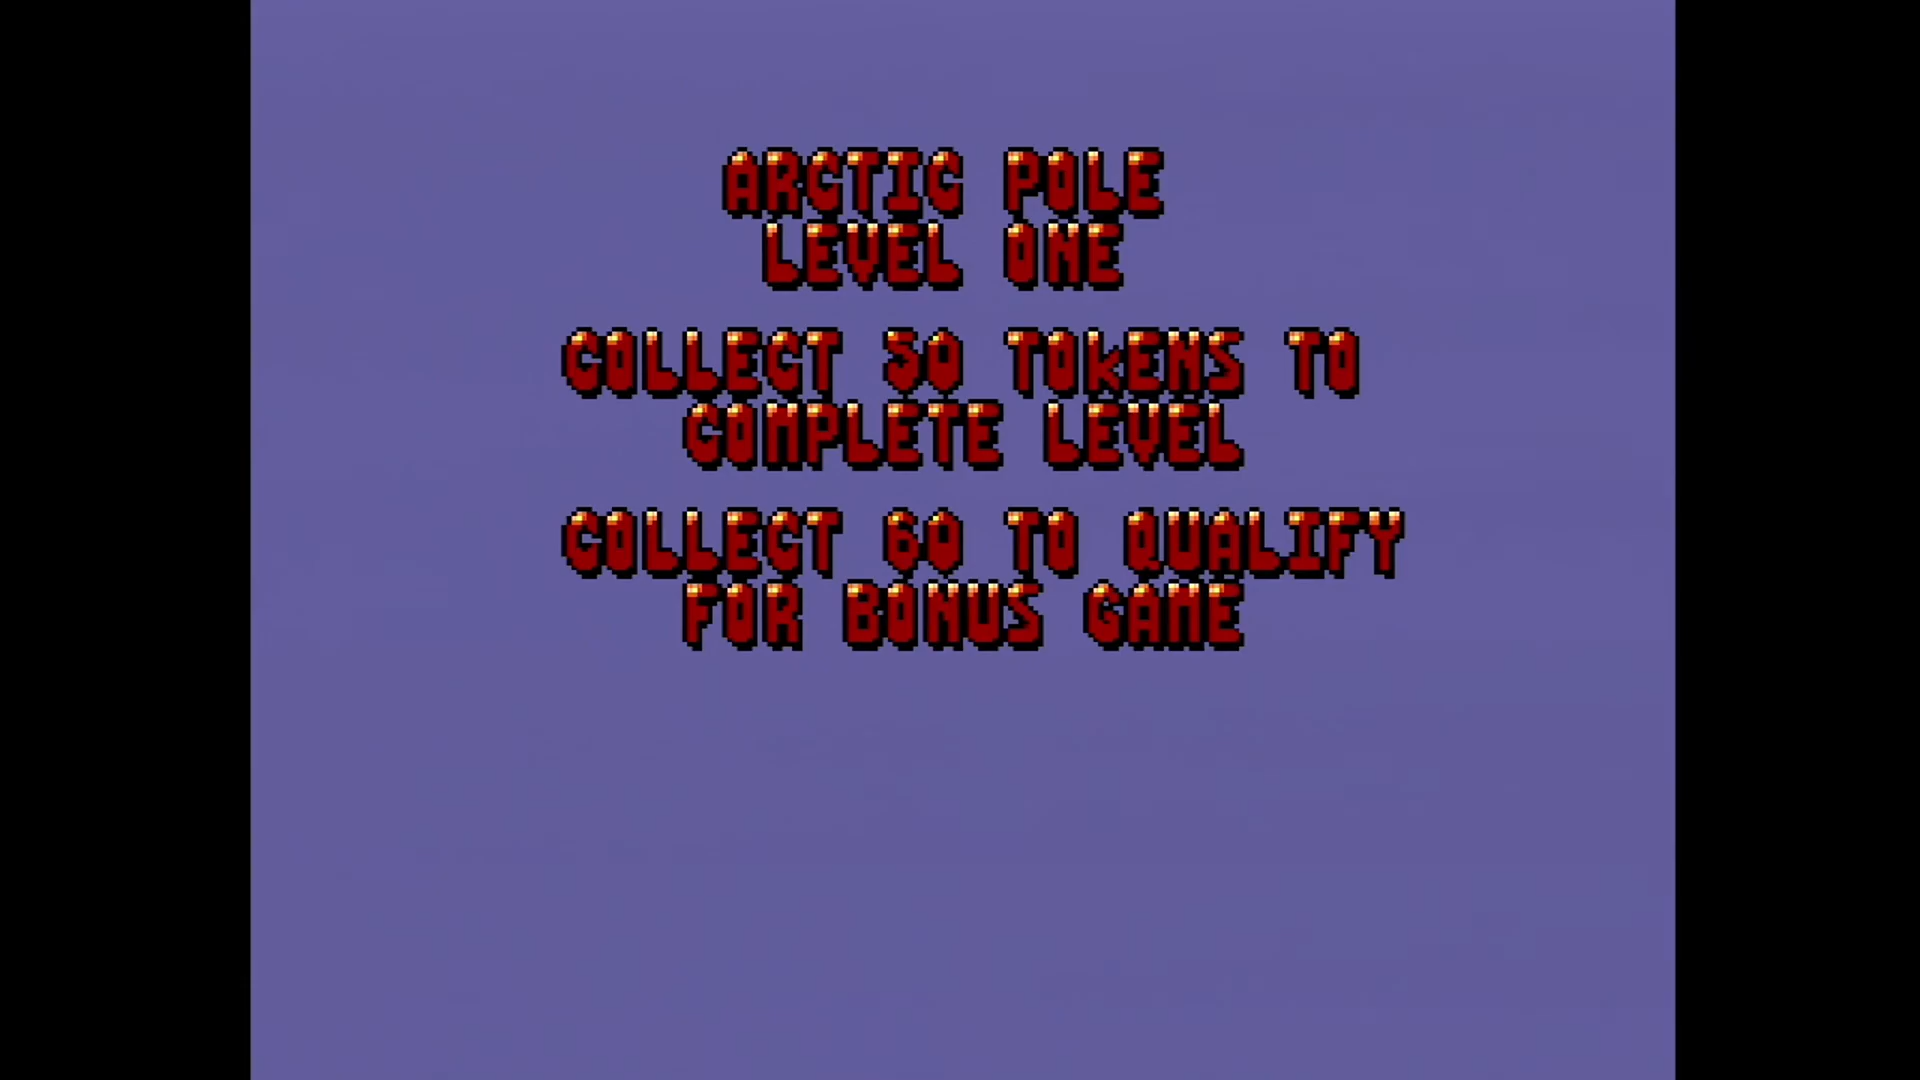 ARCTIC POLE
LEVEL ONE
COLLECT 50 TOKENS TO
COMPLETE LEVEL
COLLECT 60 TO QUALIFY
FOR BONUS GAME